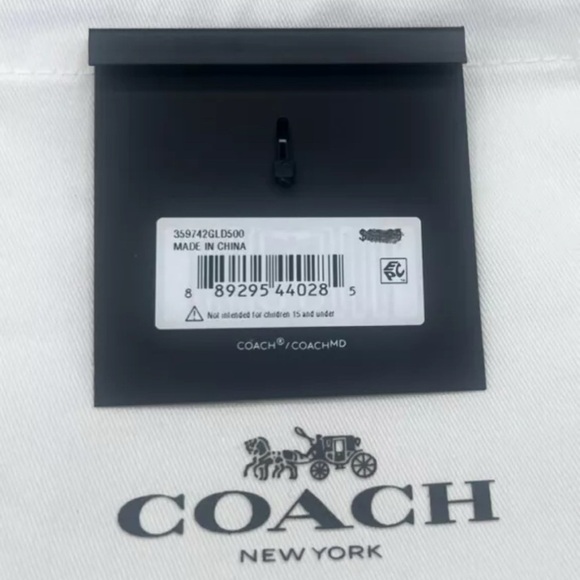 359742GLD500
MADE IN CHINA
8 89295 44028 5
Not intended for children 15 and under
COACH®/COACHMD
COACH
NEW YORK